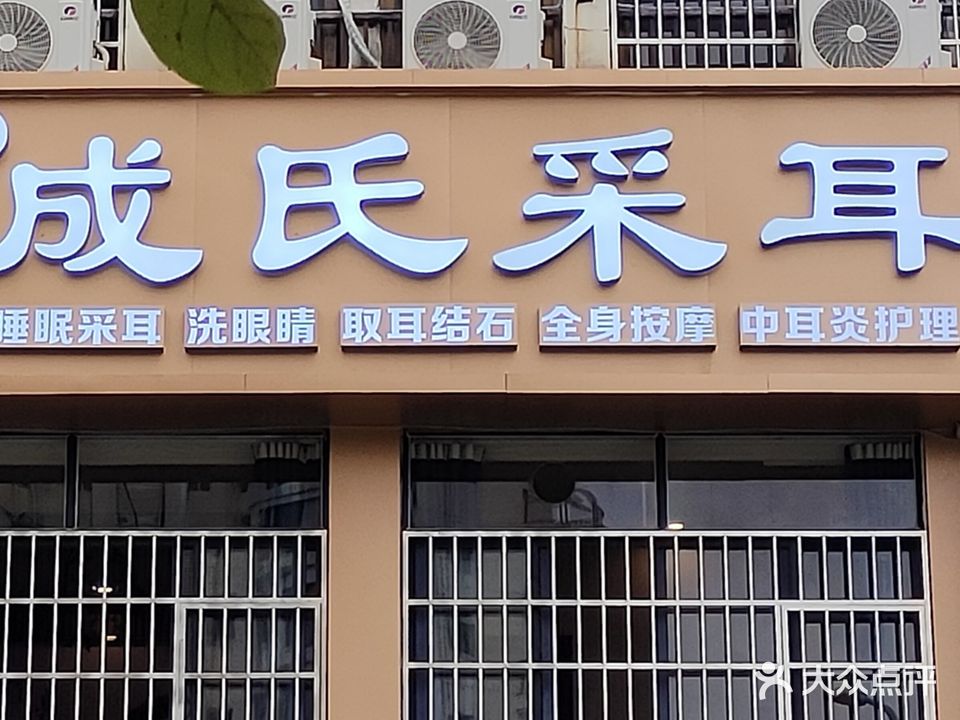 成氏采耳
睡眠采耳 洗眼睛 取耳结石 全身按摩 中耳炎护理
大众点评